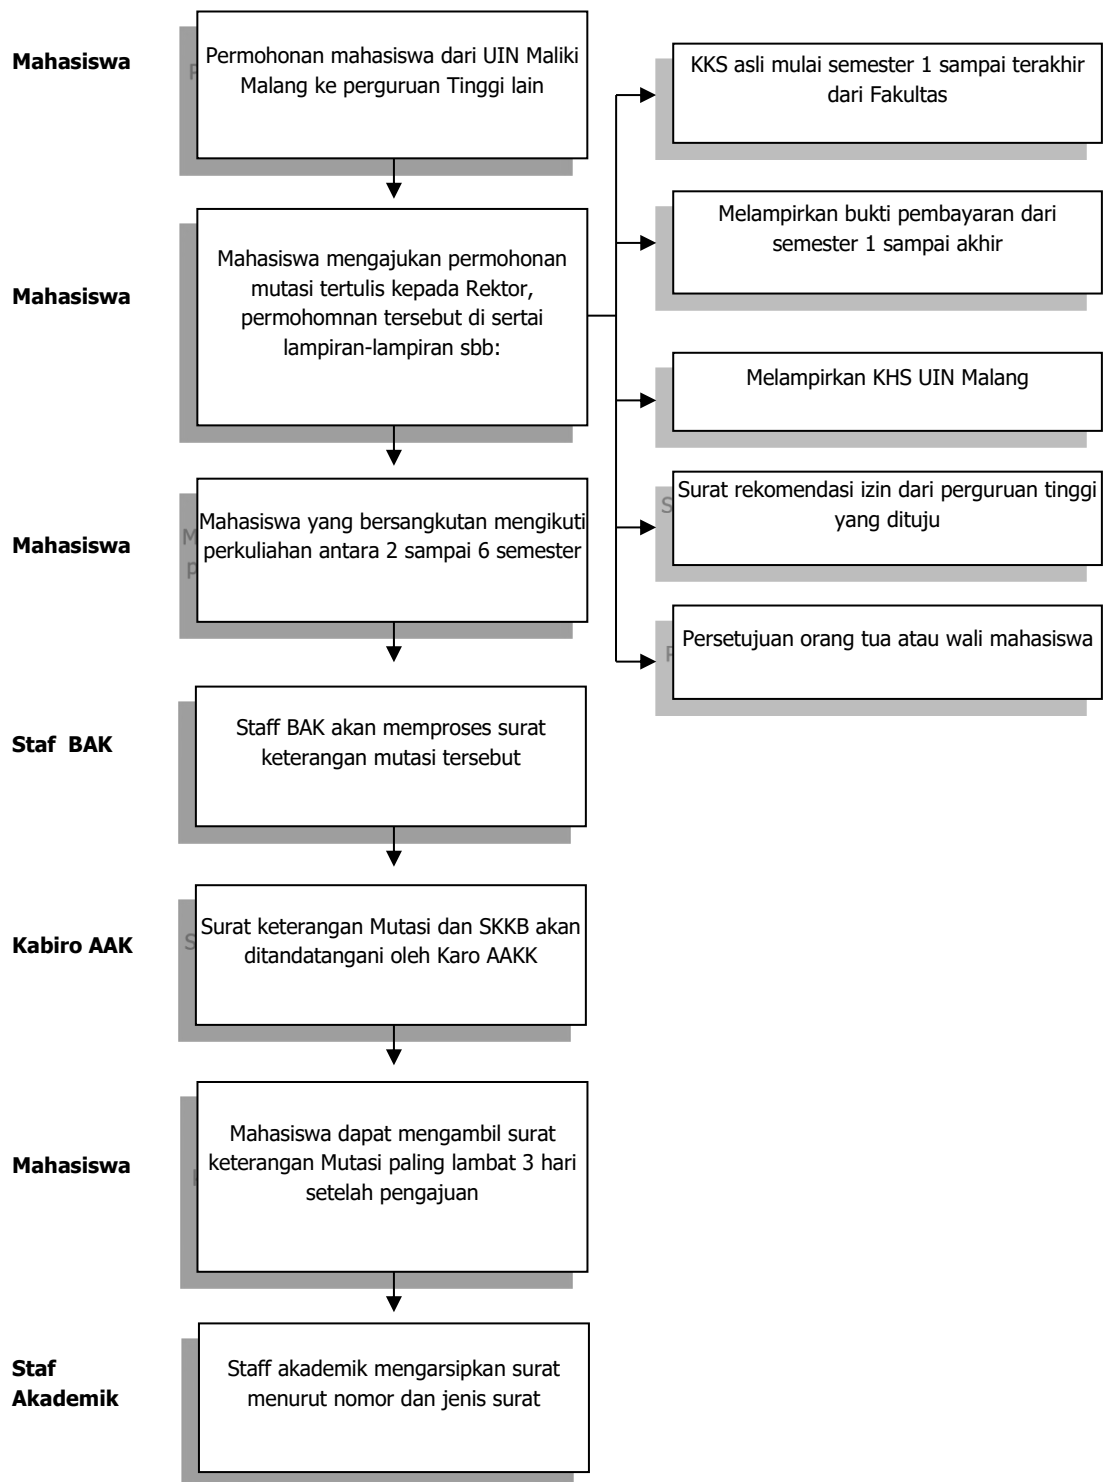 Mahasiswa
Permohonan mahasiswa dari UIN Maliki
Malang ke perguruan Tinggi lain
Mahasiswa
Mahasiswa mengajukan permohonan
mutasi tertulis kepada Rektor,
permohomnan tersebut di sertai
lampiran-lampiran sbb:
KKS asli mulai semester 1 sampai terakhir
dari Fakultas
Melampirkan bukti pembayaran dari
semester 1 sampai akhir
Melampirkan KHS UIN Malang
Surat rekomendasi izin dari perguruan tinggi
yang dituju
Persetujuan orang tua atau wali mahasiswa
Mahasiswa
Mahasiswa yang bersangkutan mengikuti
perkuliahan antara 2 sampai 6 semester
Staf  BAK
Staff BAK akan memproses surat
keterangan mutasi tersebut
Kabiro AAK
Surat keterangan Mutasi dan SKKB akan
ditandatangani oleh Karo AAKK
Mahasiswa
Mahasiswa dapat mengambil surat
keterangan Mutasi paling lambat 3 hari
setelah pengajuan
Staf
Akademik
Staff akademik mengarsipkan surat
menurut nomor dan jenis surat